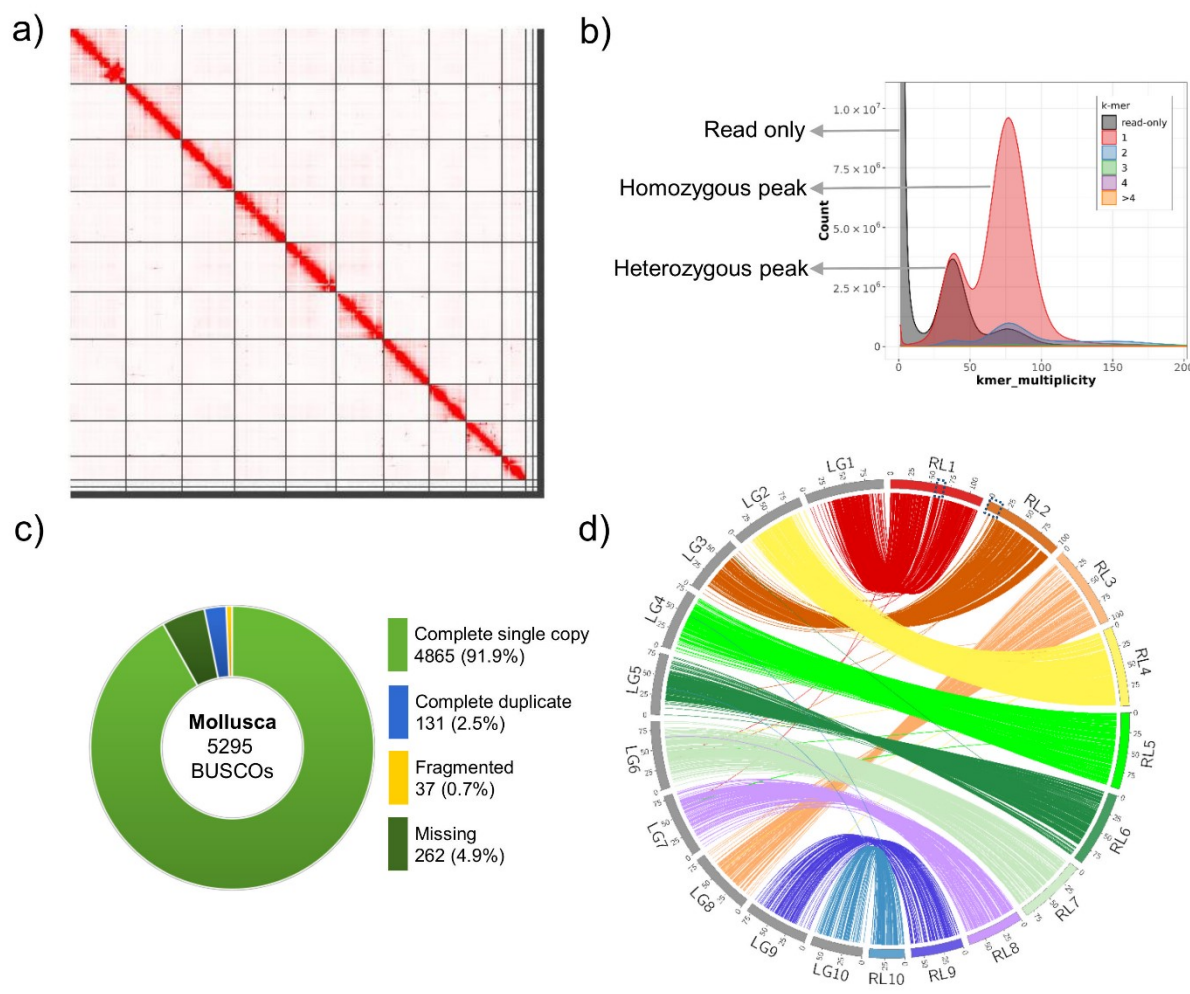 a)
b)
Read only
Homozygous peak
Heterozygous peak
Count
1.0 × 10⁷
7.5 × 10⁶
5.0 × 10⁶
2.5 × 10⁶
0
0
50
100
150
200
kmer_multiplicity
k-mer
read-only
1
2
3
4
>4
c)
Mollusca
5295
BUSCOs
Complete single copy
4865 (91.9%)
Complete duplicate
131 (2.5%)
Fragmented
37 (0.7%)
Missing
262 (4.9%)
d)
LG1
LG2
LG3
LG4
LG5
LG6
LG7
LG8
LG9
LG10
RL1
RL2
RL3
RL4
RL5
RL6
RL7
RL8
RL9
RL10